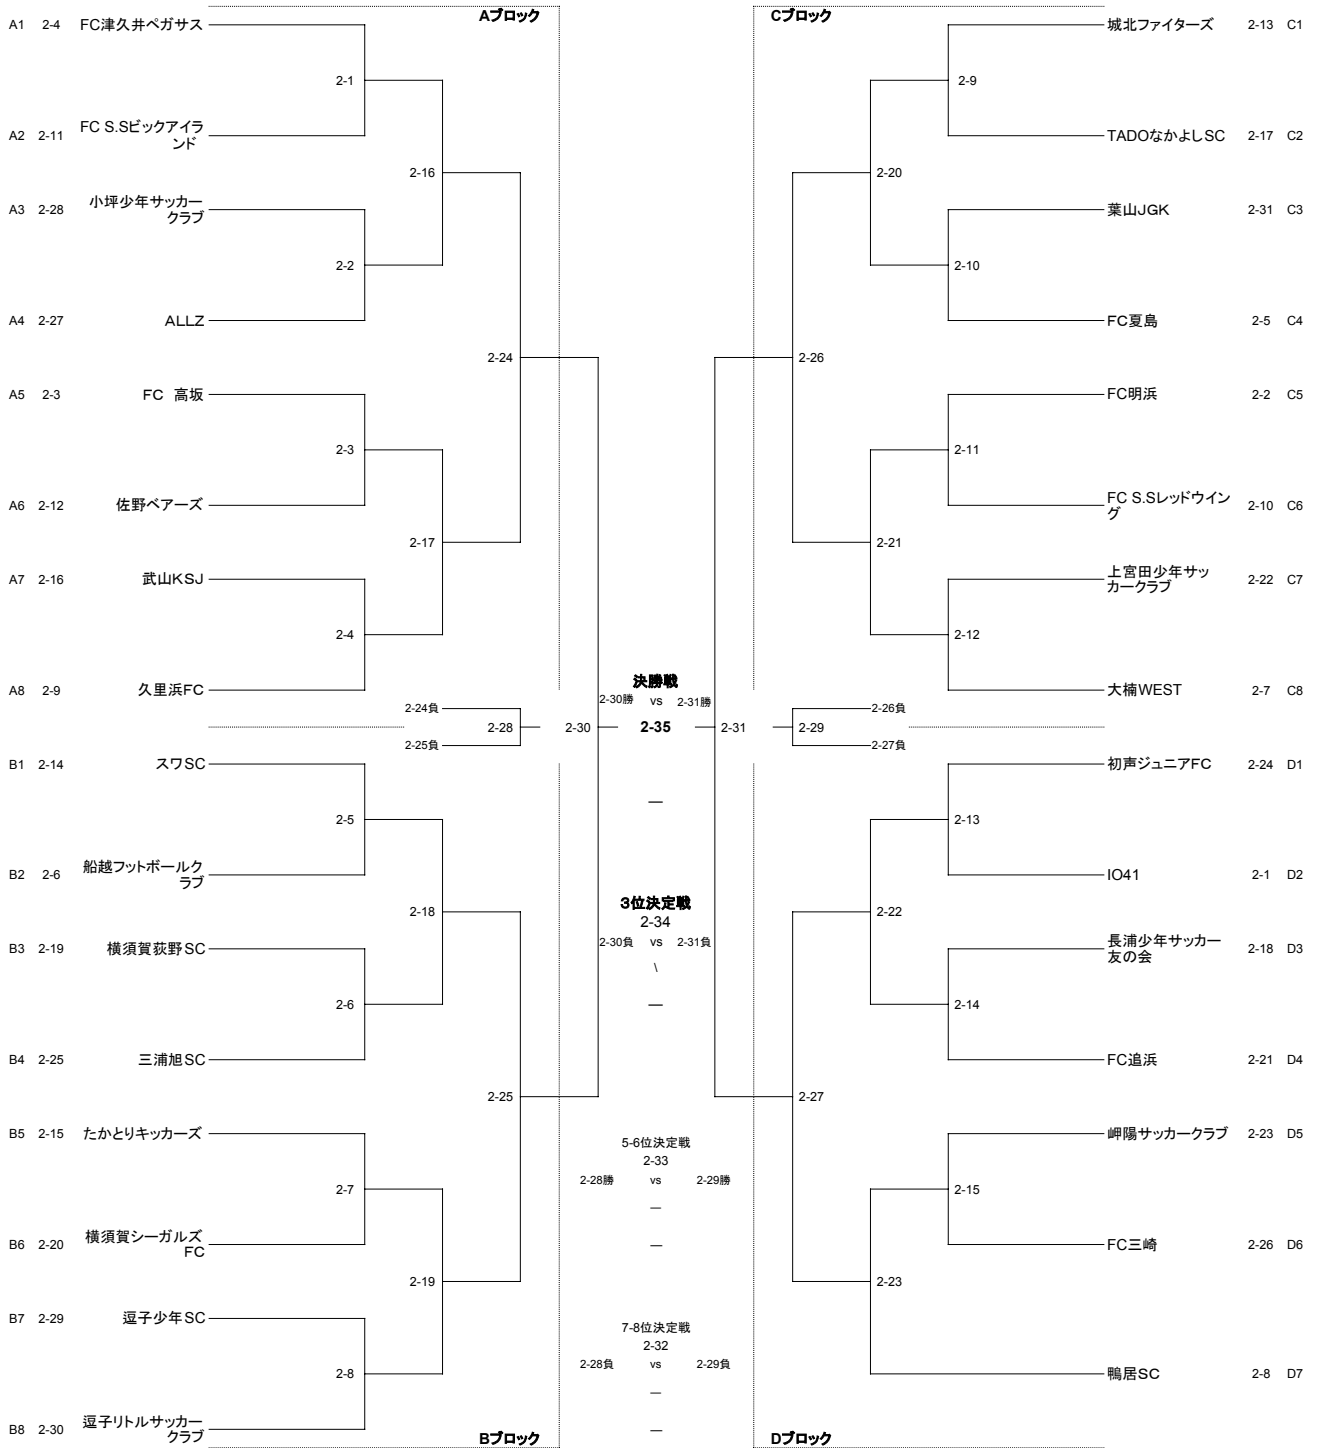 Aブロック
Cブロック
A1 2-4 FC津久井ペガサス
城北ファイターズ 2-13 C1
2-1
2-9
A2 2-11 FC S.Sビックアイラ
ンド
TADOなかよしSC 2-17 C2
2-16
2-20
A3 2-28 小坪少年サッカー
クラブ
葉山JGK 2-31 C3
2-2
2-10
A4 2-27 ALLZ
FC夏島 2-5 C4
2-24
2-26
A5 2-3 FC 高坂
FC明浜 2-2 C5
2-3
2-11
A6 2-12 佐野ベアーズ
FC S.Sレッドウイン
グ 2-10 C6
2-17
2-21
A7 2-16 武山KSJ
上宮田少年サッ
カークラブ 2-22 C7
2-4
2-12
A8 2-9 久里浜FC
大楠WEST 2-7 C8
決勝戦
2-30勝 vs 2-31勝
2-24負
2-26負
2-28 2-30 2-35 2-31 2-29
2-25負
2-27負
B1 2-14 スワSC
初声ジュニアFC 2-24 D1
―
2-5
2-13
B2 2-6 船越フットボールク
ラブ
IO41 2-1 D2
3位決定戦
2-18
2-34
2-22
B3 2-19 横須賀荻野SC
2-30負 vs 2-31負
長浦少年サッカー
友の会 2-18 D3
\
2-6
―
2-14
B4 2-25 三浦旭SC
FC追浜 2-21 D4
2-25
2-27
B5 2-15 たかとりキッカーズ
岬陽サッカークラブ 2-23 D5
5-6位決定戦
2-33
2-28勝 vs 2-29勝
2-7
2-15
―
B6 2-20 横須賀シーガルズ
FC
―
FC三崎 2-26 D6
2-19
2-23
B7 2-29 逗子少年SC
7-8位決定戦
2-32
2-28負 vs 2-29負
2-8
鴨居SC 2-8 D7
―
B8 2-30 逗子リトルサッカー
クラブ
―
Bブロック
Dブロック